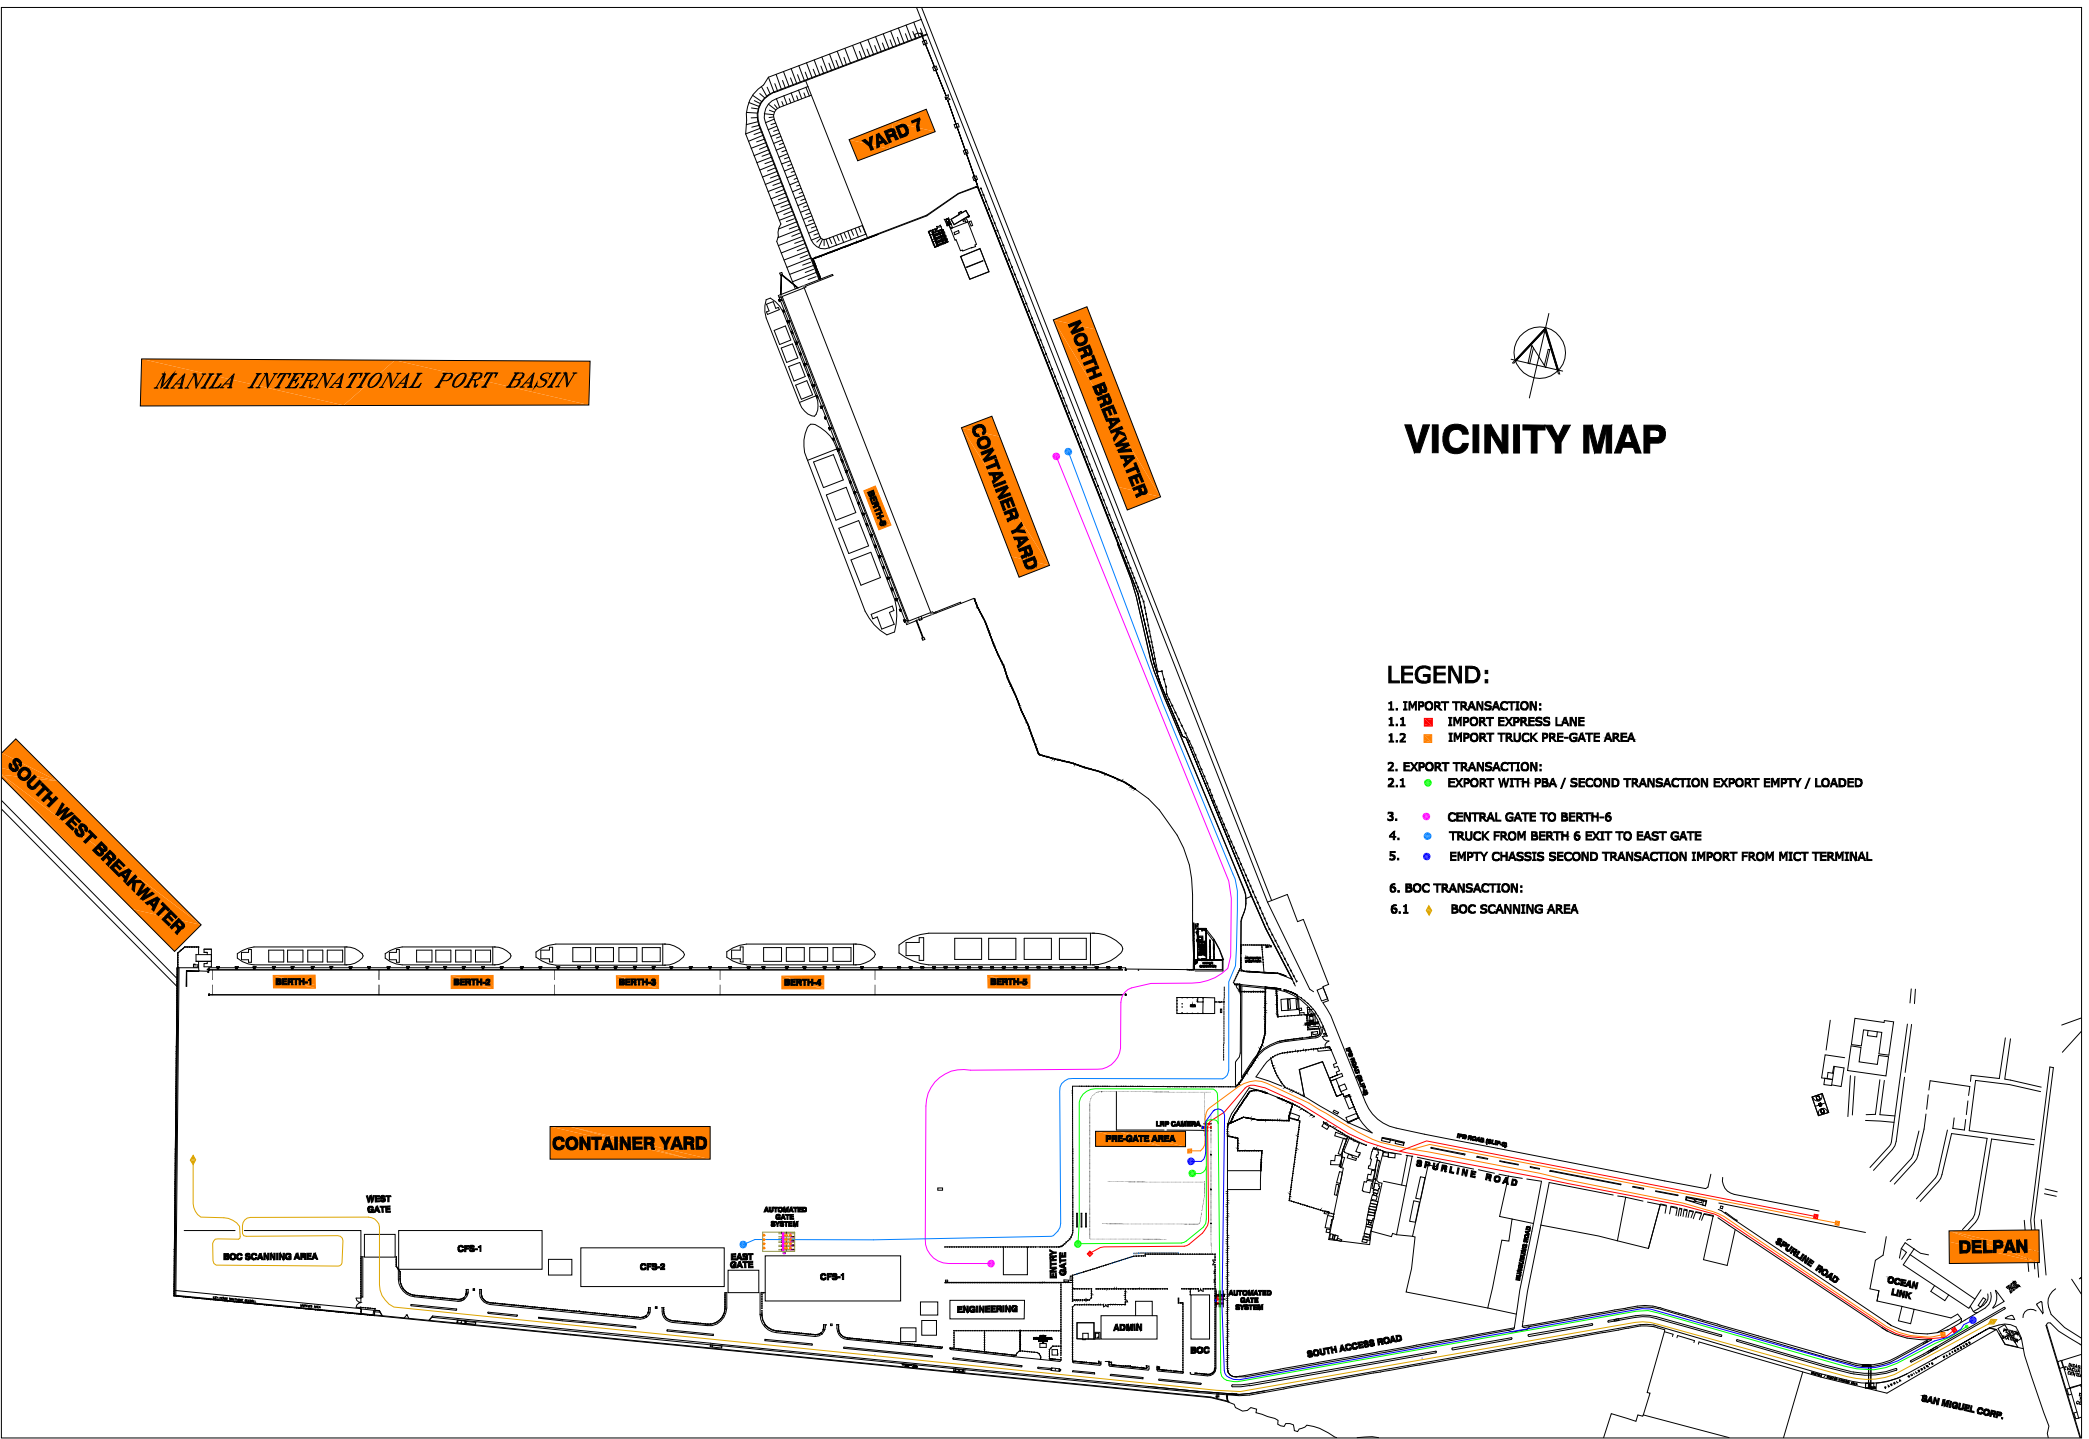 YARD 7
MANILA INTERNATIONAL PORT BASIN
NORTH BREAKWATER
CONTAINER YARD
BERTH-6
N
VICINITY MAP
LEGEND:
1. IMPORT TRANSACTION:
1.1 IMPORT EXPRESS LANE
1.2 IMPORT TRUCK PRE-GATE AREA
2. EXPORT TRANSACTION:
2.1 EXPORT WITH PBA / SECOND TRANSACTION EXPORT EMPTY / LOADED
3. CENTRAL GATE TO BERTH-6
4. TRUCK FROM BERTH 6 EXIT TO EAST GATE
5. EMPTY CHASSIS SECOND TRANSACTION IMPORT FROM MICT TERMINAL
6. BOC TRANSACTION:
6.1 BOC SCANNING AREA
SOUTH WEST BREAKWATER
BERTH-1
BERTH-2
BERTH-3
BERTH-4
BERTH-5
CONTAINER YARD
LRP CAMERA
PRE-GATE AREA
SPURLINE ROAD
WEST
GATE
AUTOMATED
GATE
SYSTEM
BOC SCANNING AREA
CFS-1
CFS-2
EAST
GATE
CFS-1
ENTRY
GATE
ENGINEERING
ADMIN
BOC
AUTOMATED
GATE
SYSTEM
SOUTH ACCESS ROAD
SPURLINE ROAD
OCEAN
LINK
DELPAN
SAN MIGUEL CORP.